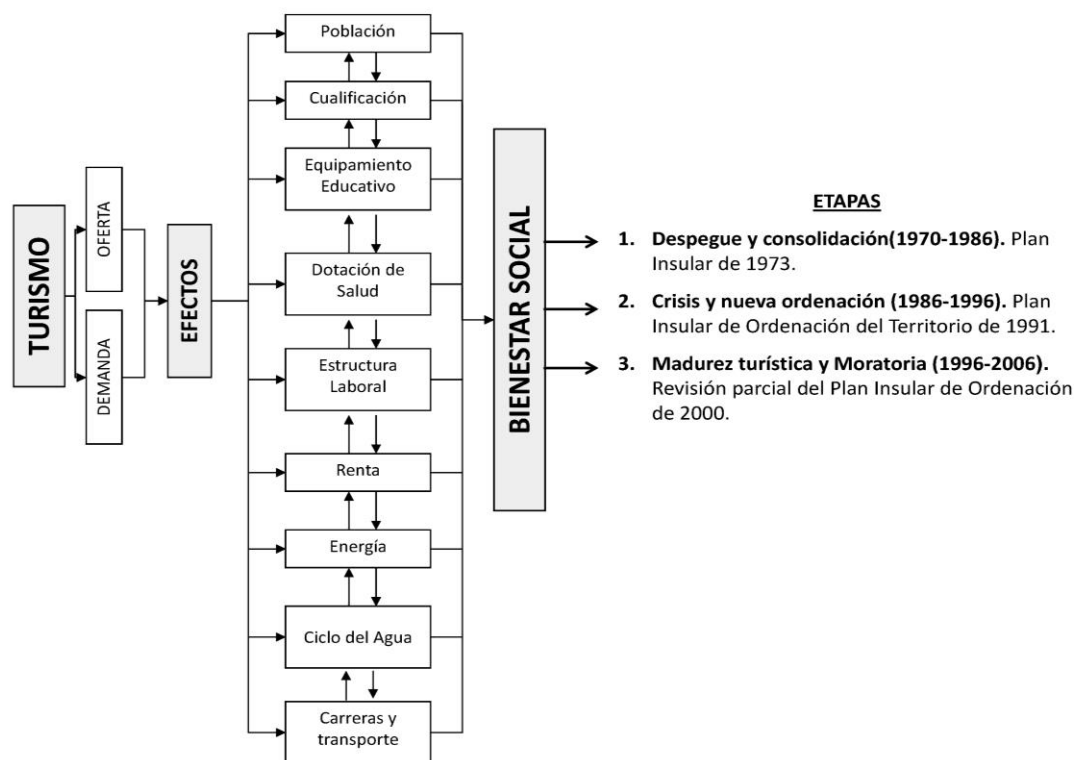 TURISMO
OFERTA
DEMANDA
EFECTOS
Población
Cualificación
Equipamiento
Educativo
Dotación de
Salud
Estructura
Laboral
Renta
Energía
Ciclo del Agua
Carreras y
transporte
BIENESTAR SOCIAL
ETAPAS
1. Despegue y consolidación(1970-1986). Plan
Insular de 1973.
2. Crisis y nueva ordenación (1986-1996). Plan
Insular de Ordenación del Territorio de 1991.
3. Madurez turística y Moratoria (1996-2006).
Revisión parcial del Plan Insular de Ordenación
de 2000.